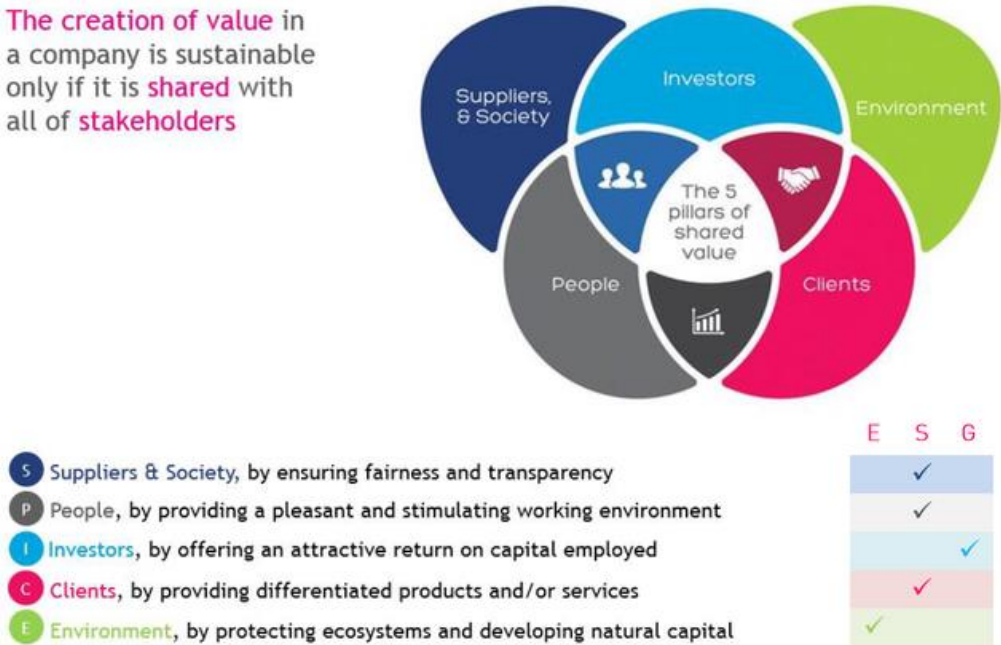 The creation of value in
a company is sustainable
only if it is shared with
all of stakeholders
Suppliers,
& Society
Investors
Environment
The 5
pillars of
shared
value
People
Clients
E S G
S Suppliers & Society, by ensuring fairness and transparency
P People, by providing a pleasant and stimulating working environment
I Investors, by offering an attractive return on capital employed
C Clients, by providing differentiated products and/or services
E Environment, by protecting ecosystems and developing natural capital